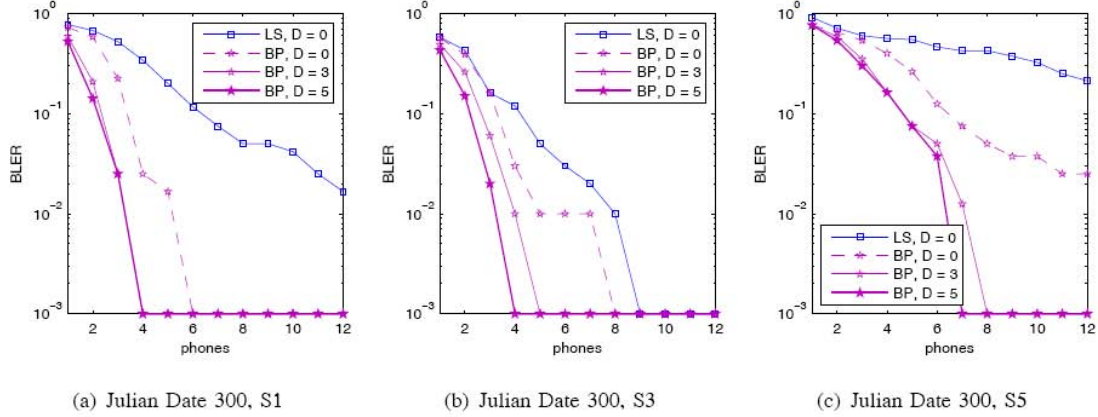 10^0
10^-1
10^-2
10^-3
BLER
2 4 6 8 10 12
phones
LS, D = 0
BP, D = 0
BP, D = 3
BP, D = 5
(a) Julian Date 300, S1
10^0
10^-1
10^-2
10^-3
BLER
2 4 6 8 10 12
phones
LS, D = 0
BP, D = 0
BP, D = 3
BP, D = 5
(b) Julian Date 300, S3
10^0
10^-1
10^-2
10^-3
BLER
2 4 6 8 10 12
phones
LS, D = 0
BP, D = 0
BP, D = 3
BP, D = 5
(c) Julian Date 300, S5